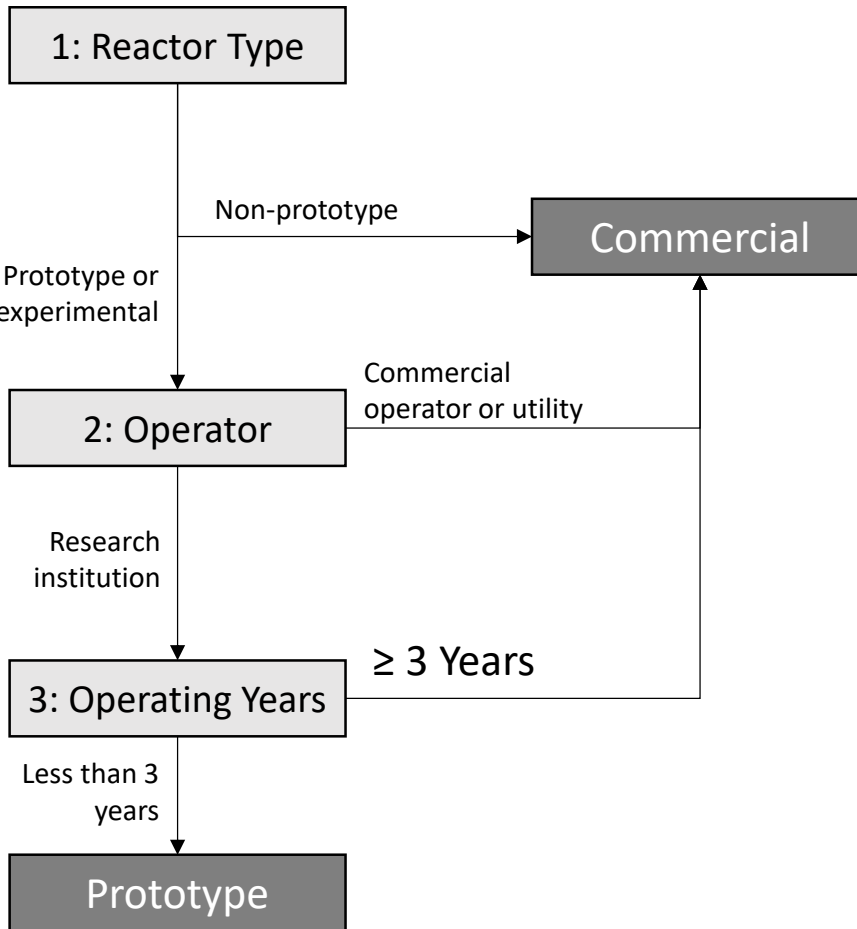 1: Reactor Type
Non-prototype
Commercial
Prototype or
experimental
Commercial
operator or utility
2: Operator
Research
institution
≥ 3 Years
3: Operating Years
Less than 3
years
Prototype